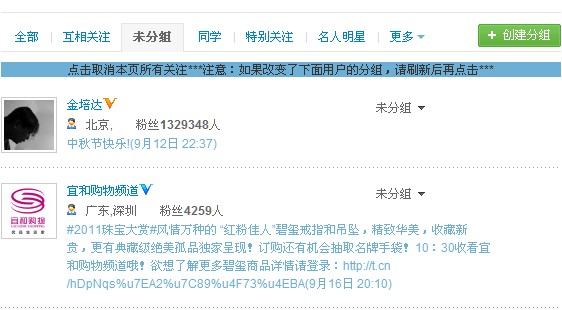 全部 互相关注 未分组 同学 特别关注 名人明星 更多 + 创建分组
点击取消本页所有关注***注意：如果改变了下面用户的分组，请刷新后再点击***
金培达 未分组
北京, 粉丝1329348人
中秋节快乐!(9月12日 22:37)
宜和购物频道 未分组
宜和购物
广东,深圳 粉丝4259人
#2011珠宝大赏#风情万种的 “红粉佳人”碧玺戒指和吊坠，精致华美，收藏新
贵，更有典藏级绝美孤品独家呈现！订购还有机会抽取名牌手袋！10：30收看宜
和购物频道哦！欲想了解更多碧玺商品详情请登录：http://t.cn
/hDpNqs%u7EA2%u7C89%u4F73%u4EBA(9月16日 20:10)